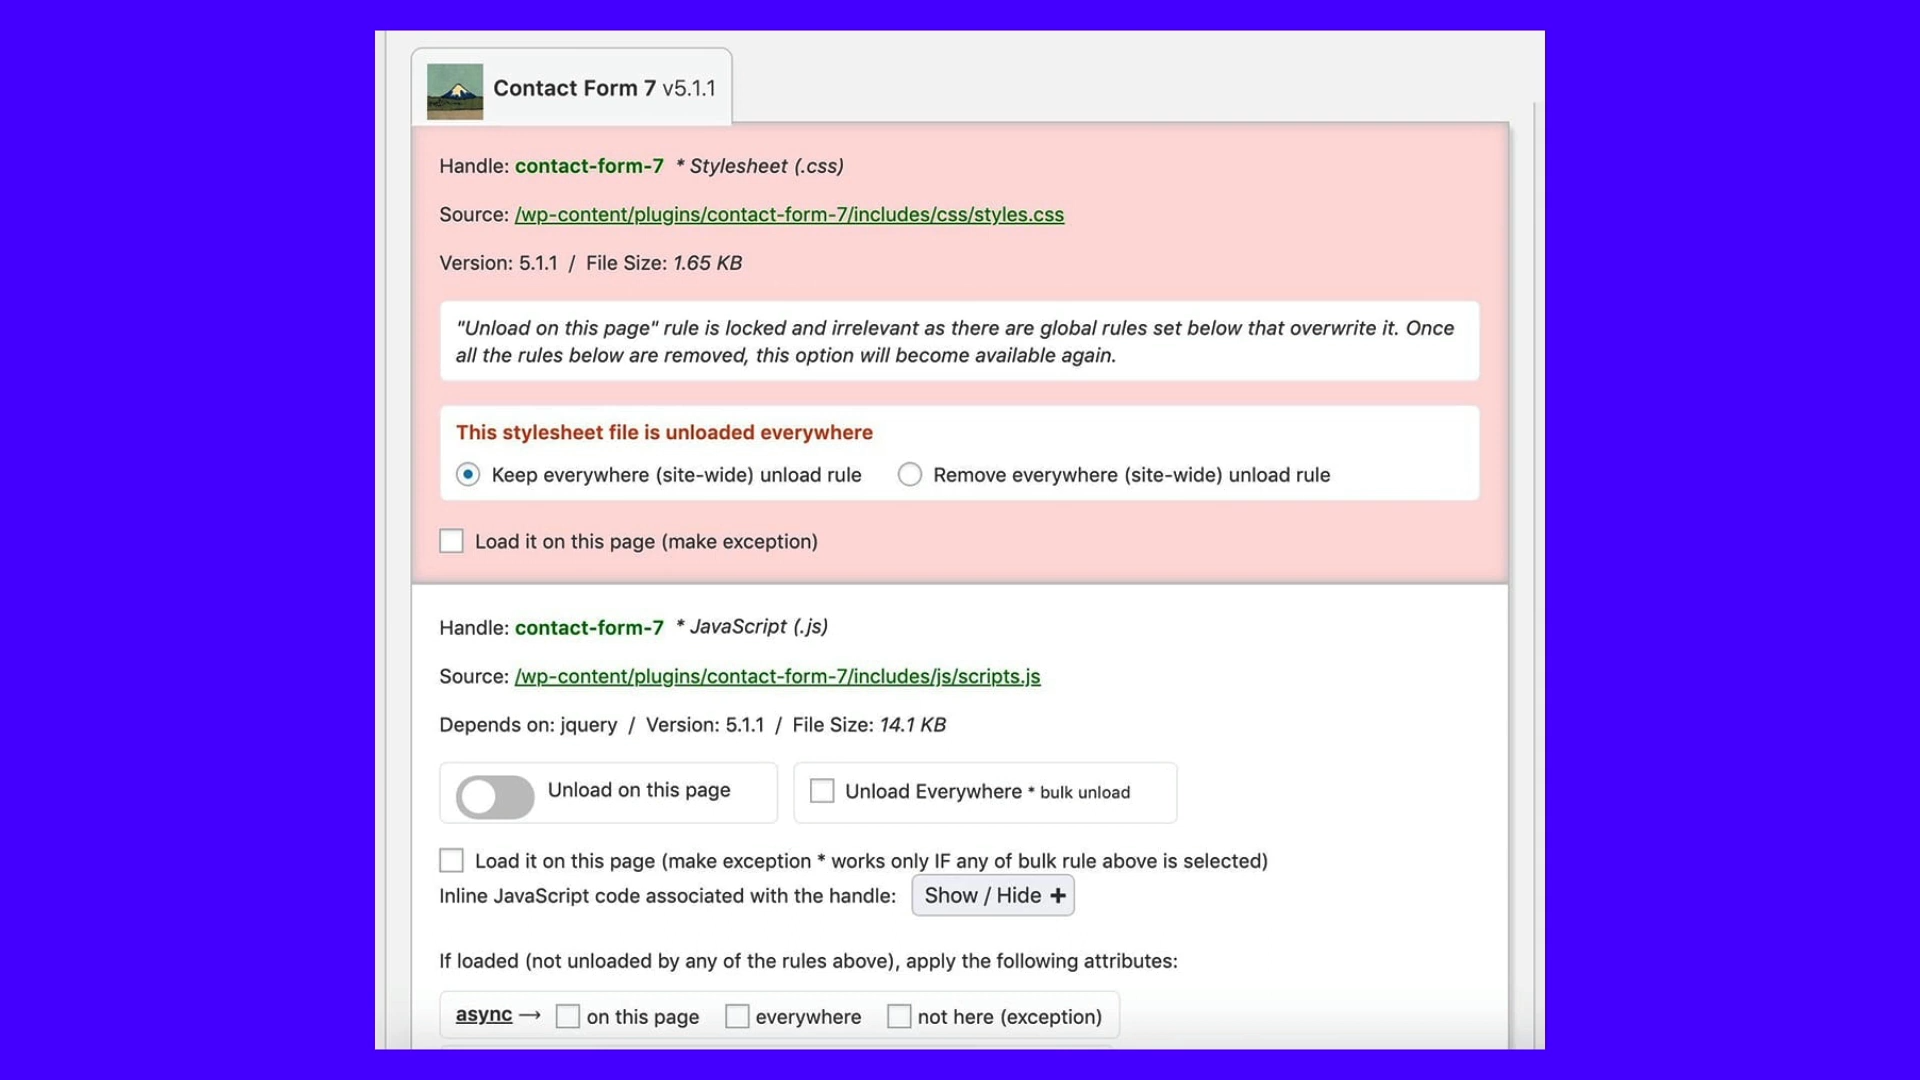 Contact Form 7 v5.1.1
Handle: contact-form-7 * Stylesheet (.css)
Source: /wp-content/plugins/contact-form-7/includes/css/styles.css
Version: 5.1.1 / File Size: 1.65 KB
"Unload on this page" rule is locked and irrelevant as there are global rules set below that overwrite it. Once
all the rules below are removed, this option will become available again.
This stylesheet file is unloaded everywhere
Keep everywhere (site-wide) unload rule Remove everywhere (site-wide) unload rule
Load it on this page (make exception)
Handle: contact-form-7 * JavaScript (.js)
Source: /wp-content/plugins/contact-form-7/includes/js/scripts.js
Depends on: jquery / Version: 5.1.1 / File Size: 14.1 KB
Unload on this page Unload Everywhere * bulk unload
Load it on this page (make exception * works only IF any of bulk rule above is selected)
Inline JavaScript code associated with the handle: Show / Hide +
If loaded (not unloaded by any of the rules above), apply the following attributes:
async → on this page everywhere not here (exception)